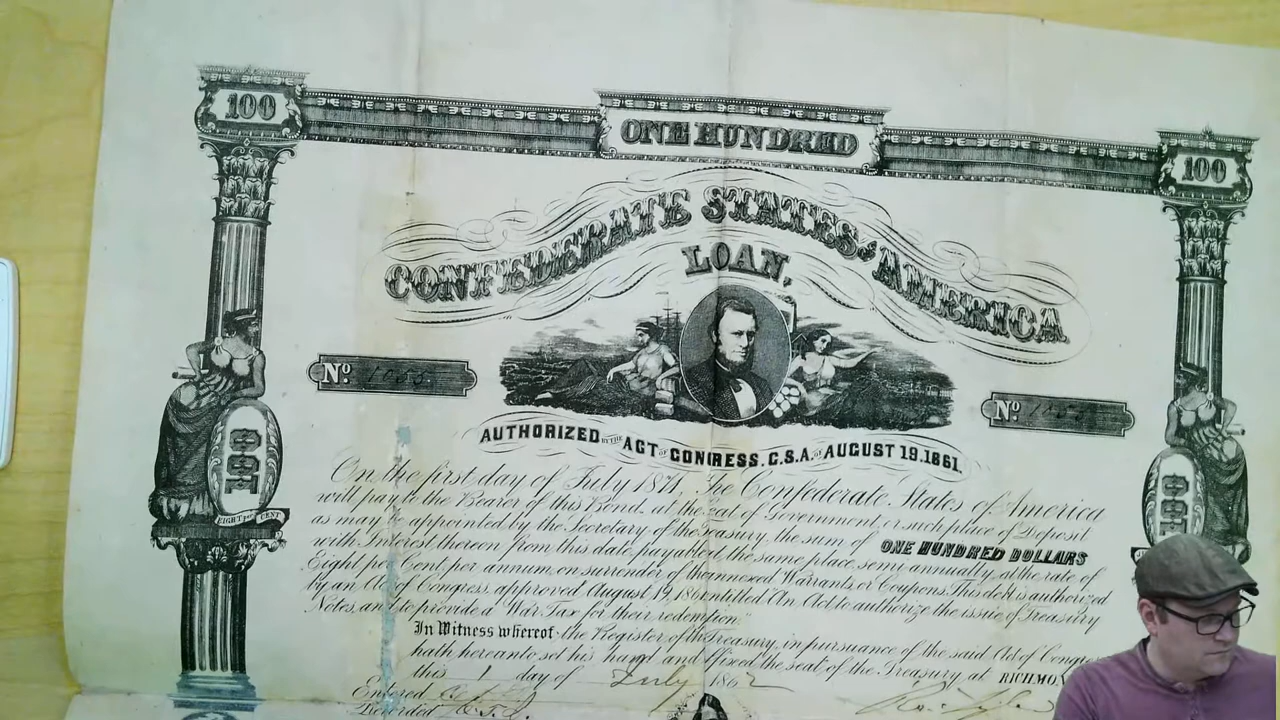 100
ONE HUNDRED
100
CONFEDERATE STATES OF AMERICA
LOAN,
No. 1055
No. 1055
AUTHORIZED BY THE ACT OF CONGRESS. C.S.A. OF AUGUST 19.1861.
100
EIGHT per CENT
100
On the first day of July 1871, The Confederate States of America
will pay to the Bearer of this Bond, at the seat of Government, or such place of Deposit
as may be appointed by the Secretary of the Treasury, the sum of ONE HUNDRED DOLLARS
with Interest thereon from this date, payable at the same place, semi annually, at the rate of
Eight per Cent per annum, on surrender of the annexed Warrants or Coupons. This debt is authorized
by an Act of Congress, approved August 19, 1861 entitled "An Act to authorize the issue of Treasury
Notes, and to provide a War Tax for their redemtion."
In Witness whereof the Register of the Treasury, in pursuance of the said Act of Congre
hath hereunto set his hand and affixed the seal of the Treasury at RICHMO
this 1 day of July 1862
Entered
Recorded